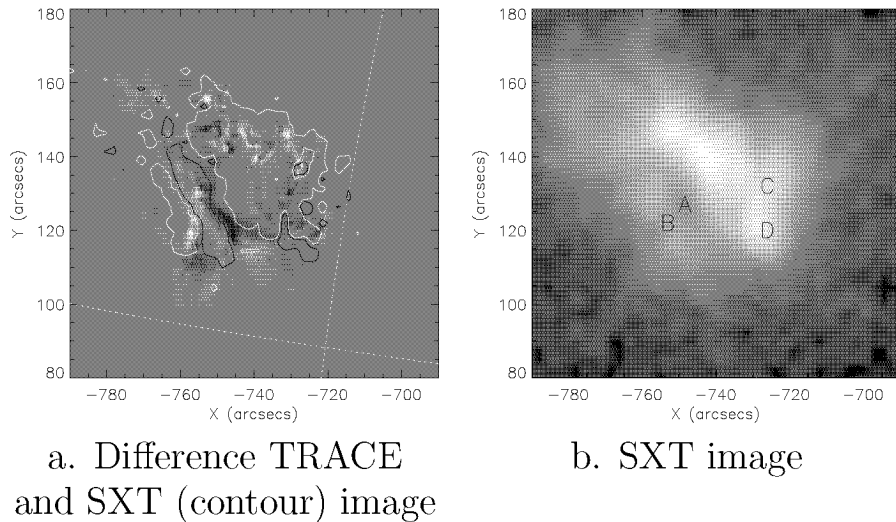 180
160
140
120
100
80
Y (arcsecs)
-780 -760 -740 -720 -700
X (arcsecs)
a. Difference TRACE
and SXT (contour) image
180
160
140
120
100
80
Y (arcsecs)
A
B
C
D
-780 -760 -740 -720 -700
X (arcsecs)
b. SXT image